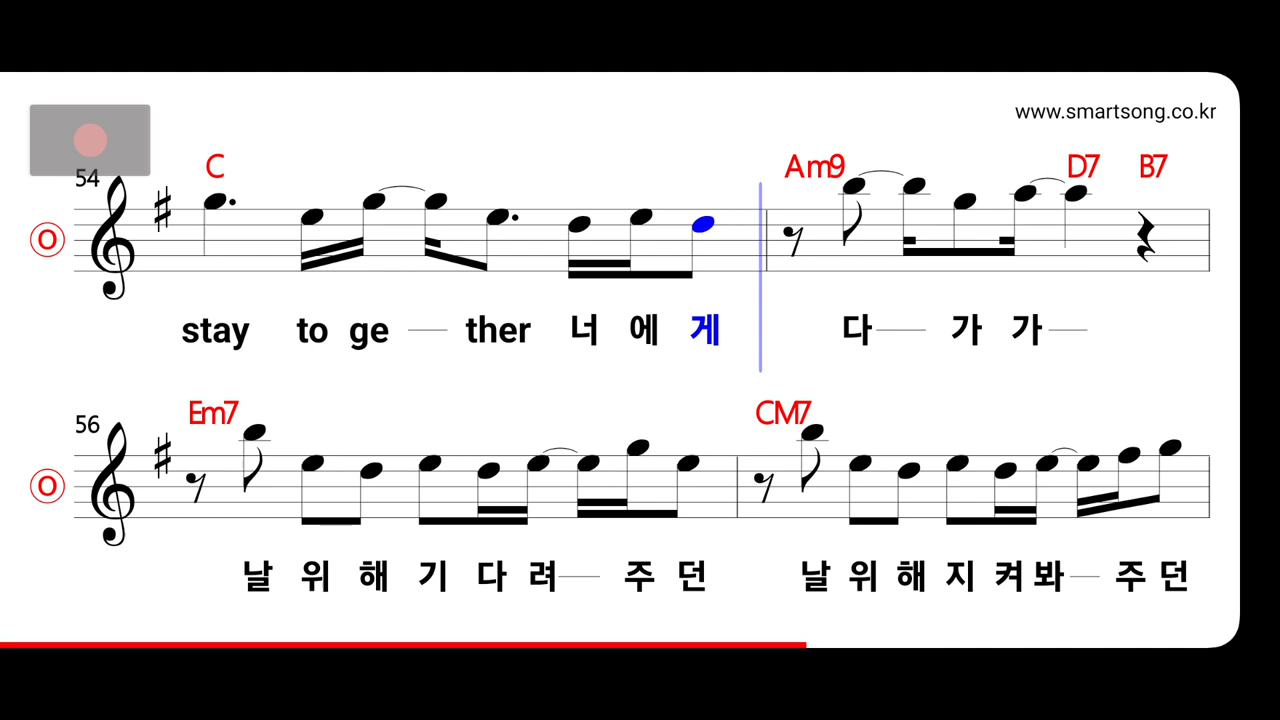 www.smartsong.co.kr
C Am9 D7 B7
54
O
stay to ge — ther 너 에 게 다 — 가 가 —
Em7 CM7
56
O
날 위 해 기 다 려 — 주 던 날 위 해 지 켜 봐 — 주 던